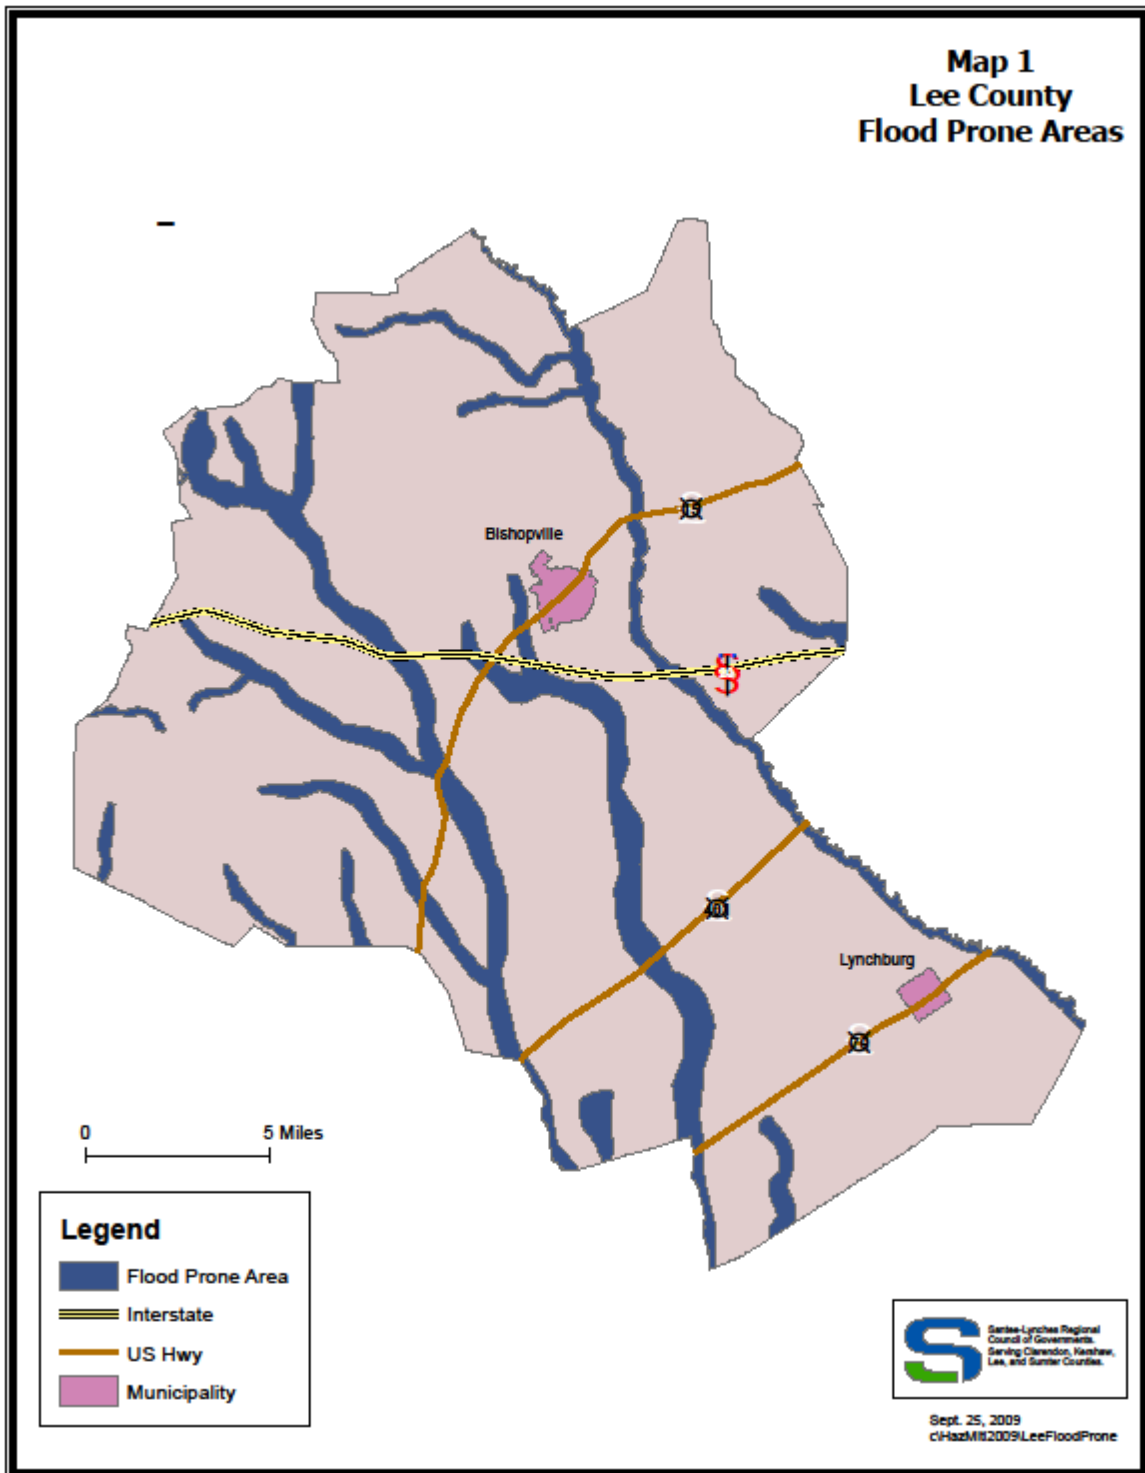 Map 1
Lee County
Flood Prone Areas
Bishopville
15
401
Lynchburg
76
0 5 Miles
Legend
Flood Prone Area
Interstate
US Hwy
Municipality
Santee-Lynches Regional
Council of Governments.
Serving Clarendon, Kershaw,
Lee, and Sumter Counties.
Sept. 25, 2009
c\HazMit2009\LeeFloodProne